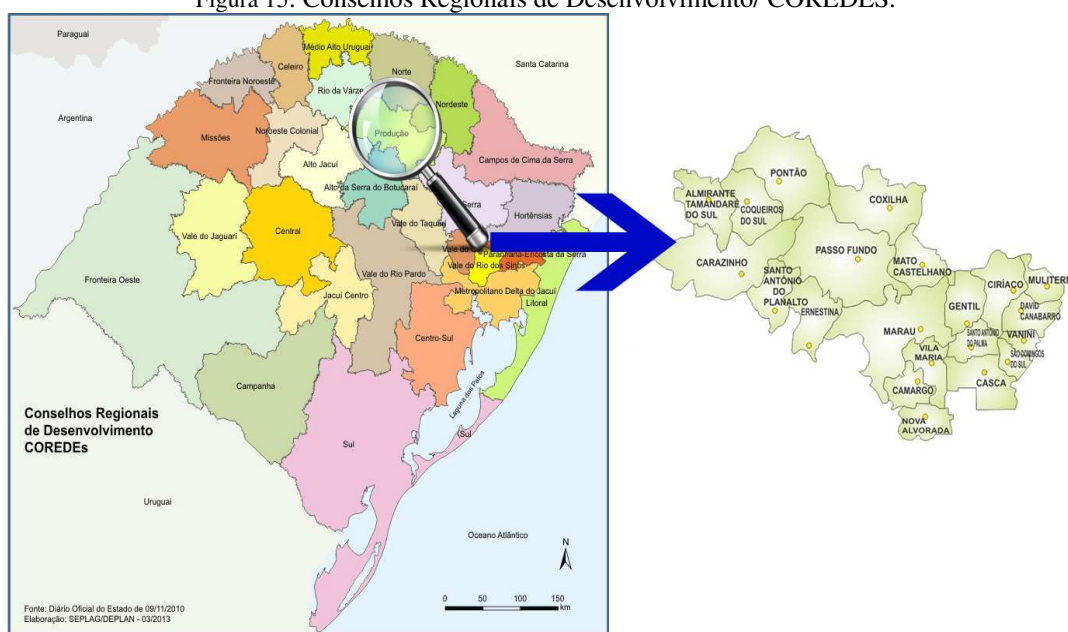 Figura 15: Conselhos Regionais de Desenvolvimento/ COREDES.
Paraguai
Argentina
Santa Catarina
Médio Alto Uruguai
Celeiro
Norte
Fronteira Noroeste
Rio da Várze
Nordeste
Missões
Noroeste Colonial
Produção
Alto Jacuí
Campos de Cima da Serra
Alto da Serra do Botucaraí
Serra
Hortênsias
Vale do Jaguari
Central
Vale do Taquari
Fronteira Oeste
Vale do Rio Pardo
Paranhana-Encosta da Serra
Vale do Rio dos Sinos
Jacuí Centro
Metropolitano Delta do Jacuí
Litoral
Centro-Sul
Campanha
Laguna dos Patos
Sul
Sul
Conselhos Regionais
de Desenvolvimento
COREDEs
Uruguai
Oceano Atlântico
N
0 50 100 150
km
Fonte: Diário Oficial do Estado de 09/11/2010
Elaboração: SEPLAG/DEPLAN - 03/2013
PONTÃO
ALMIRANTE
TAMANDARÉ
DO SUL
COQUEIROS
DO SUL
COXILHA
CARAZINHO
PASSO FUNDO
MATO
CASTELHANO
SANTO
ANTÔNIO
DO
PLANALTO
ERNESTINA
CIRÍACO
MULITERN
GENTIL
DAVID
CANABARRO
MARAU
SANTO ANTÔNIO
DO PALMA
VANINI
VILA
MARIA
SÃO DOMINGOS
DO SUL
CAMARGO
CASCA
NOVA
ALVORADA